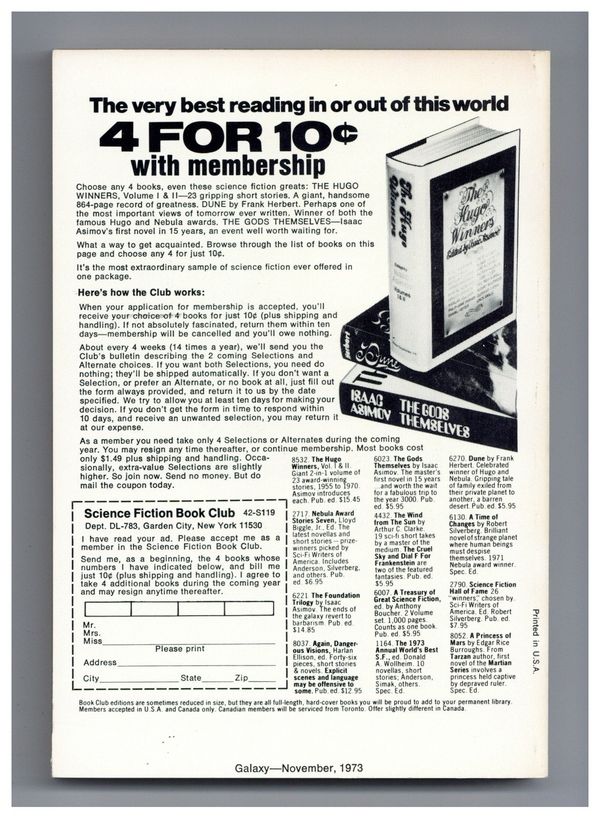 The very best reading in or out of this world
4 FOR 10¢
with membership
Choose any 4 books, even these science fiction greats: THE HUGO
WINNERS, Volume I & II—23 gripping short stories. A giant, handsome
864-page record of greatness. DUNE by Frank Herbert. Perhaps one of
the most important views of tomorrow ever written. Winner of both the
famous Hugo and Nebula awards. THE GODS THEMSELVES—Isaac
Asimov's first novel in 15 years, an event well worth waiting for.
What a way to get acquainted. Browse through the list of books on this
page and choose any 4 for just 10¢.
It's the most extraordinary sample of science fiction ever offered in
one package.
Here's how the Club works:
When your application for membership is accepted, you'll
receive your choice of 4 books for just 10¢ (plus shipping and
handling). If not absolutely fascinated, return them within ten
days—membership will be cancelled and you'll owe nothing.
About every 4 weeks (14 times a year), we'll send you the
Club's bulletin describing the 2 coming Selections and
Alternate choices. If you want both Selections, you need do
nothing; they'll be shipped automatically. If you don't want a
Selection, or prefer an Alternate, or no book at all, just fill out
the form always provided, and return it to us by the date
specified. We try to allow you at least ten days for making your
decision. If you don't get the form in time to respond within
10 days, and receive an unwanted selection, you may return it
at our expense.
As a member you need take only 4 Selections or Alternates during the coming
year. You may resign any time thereafter, or continue membership. Most books cost
only $1.49 plus shipping and handling. Occa-
sionally, extra-value Selections are slightly
higher. So join now. Send no money. But do
mail the coupon today.
The
Hugo
Winners
Edited by Isaac Asimov
The Hugo
Winners
Volumes
I & II
Herbert
Dune
ISAAC
ASIMOV
THE GODS
THEMSELVES
Science Fiction Book Club 42-S119
Dept. DL-783, Garden City, New York 11530
I have read your ad. Please accept me as a
member in the Science Fiction Book Club.
Send me, as a beginning, the 4 books whose
numbers I have indicated below, and bill me
just 10¢ (plus shipping and handling). I agree to
take 4 additional books during the coming year
and may resign anytime thereafter.
Mr.
Mrs.
Miss
Please print
Address
City State Zip
8532. The Hugo
Winners, Vol. I & II.
Giant 2-in-1 volume of
23 award-winning
stories, 1955 to 1970.
Asimov introduces
each. Pub. ed. $15.45
2717. Nebula Award
Stories Seven, Lloyd
Biggle, Jr., Ed. The
latest novellas and
short stories — prize-
winners picked by
Sci-Fi Writers of
America. Includes
Anderson, Silverberg,
and others. Pub.
ed. $6.95
6221. The Foundation
Trilogy by Isaac
Asimov. The ends of
the galaxy revert to
barbarism. Pub. ed.
$14.85
8037. Again, Danger-
ous Visions, Harlan
Ellison, ed. Forty-six
pieces, short stories
& novels. Explicit
scenes and language
may be offensive to
some. Pub. ed. $12.95
6023. The Gods
Themselves by Isaac
Asimov. The master's
first novel in 15 years
. . .and worth the wait
for a fabulous trip to
the year 3000. Pub.
ed. $5.95
4432. The Wind
from The Sun by
Arthur C. Clarke.
19 sci-fi short takes
by a master of the
medium. The Cruel
Sky and Dial F For
Frankenstein are
two of the featured
fantasies. Pub. ed.
$5.95
6007. A Treasury of
Great Science Fiction,
ed. by Anthony
Boucher. 2 Volume
set. 1,000 pages.
Counts as one book.
Pub. ed. $5.95
1164. The 1973
Annual World's Best
S.F., ed. Donald
A. Wollheim. 10
novellas, short
stories; Anderson,
Simak, others.
Spec. Ed.
6270. Dune by Frank
Herbert. Celebrated
winner of Hugo and
Nebula. Gripping tale
of family exiled from
their private planet to
another, a barren
desert. Pub. ed. $5.95
6130. A Time of
Changes by Robert
Silverberg. Brilliant
novel of strange planet
where human beings
must despise
themselves. 1971
Nebula award winner.
Spec. Ed.
2790. Science Fiction
Hall of Fame 26
"winners," chosen by
Sci-Fi Writers of
America. Ed. Robert
Silverberg. Pub. ed.
$7.95
8052. A Princess of
Mars by Edgar Rice
Burroughs. From
Tarzan author, first
novel of the Martian
Series involves a
princess held captive
by depraved ruler.
Spec. Ed.
Printed in U.S.A.
Book Club editions are sometimes reduced in size, but they are all full-length, hard-cover books you will be proud to add to your permanent library.
Members accepted in U.S.A. and Canada only. Canadian members will be serviced from Toronto. Offer slightly different in Canada.
Galaxy—November, 1973